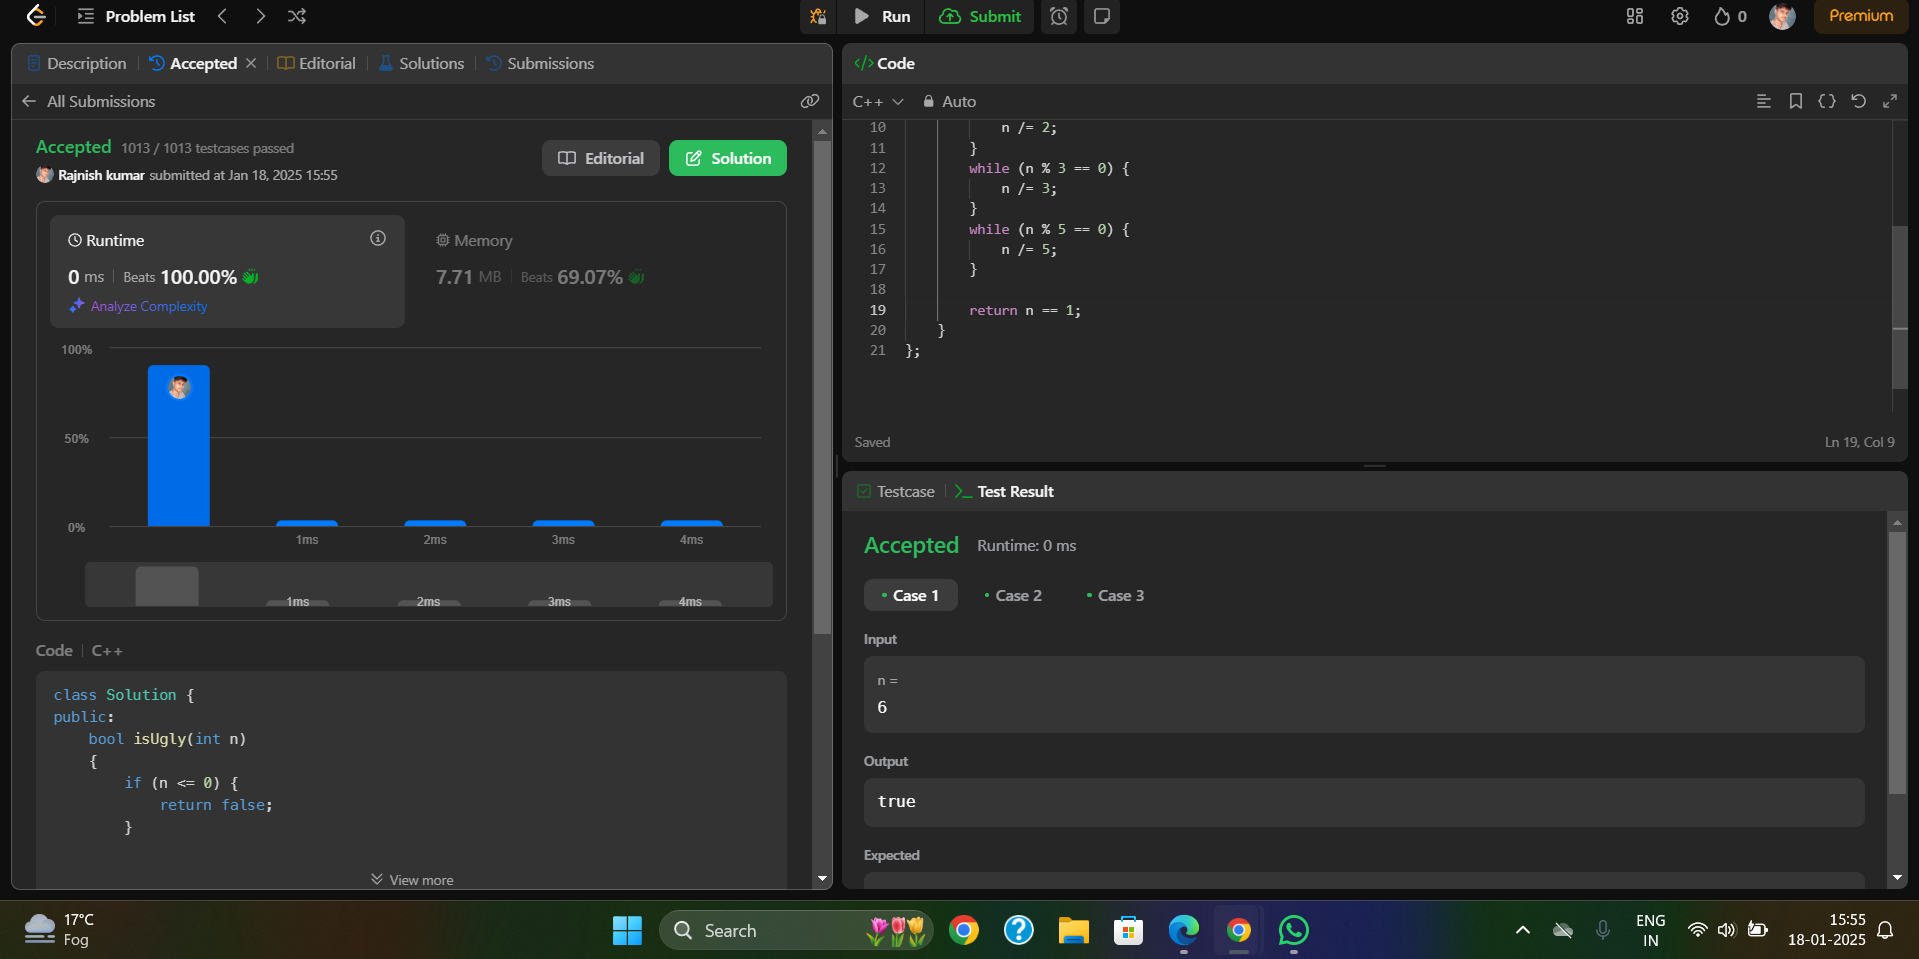 Problem List
Run
Submit
0
Premium
Description
Accepted
Editorial
Solutions
Submissions
All Submissions
Accepted 1013 / 1013 testcases passed
Rajnish kumar submitted at Jan 18, 2025 15:55
Editorial
Solution
Runtime
0 ms Beats 100.00%
Analyze Complexity
Memory
7.71 MB Beats 69.07%
100%
50%
0%
1ms 2ms 3ms 4ms
1ms 2ms 3ms 4ms
Code C++
class Solution {
public:
bool isUgly(int n)
{
if (n <= 0) {
return false;
}
View more
</> Code
C++ Auto
10 n /= 2;
11 }
12 while (n % 3 == 0) {
13 n /= 3;
14 }
15 while (n % 5 == 0) {
16 n /= 5;
17 }
18
19 return n == 1;
20 }
21 };
Saved
Ln 19, Col 9
Testcase
Test Result
Accepted Runtime: 0 ms
Case 1 Case 2 Case 3
Input
n =
6
Output
true
Expected
17°C
Fog
Search
ENG
IN
15:55
18-01-2025